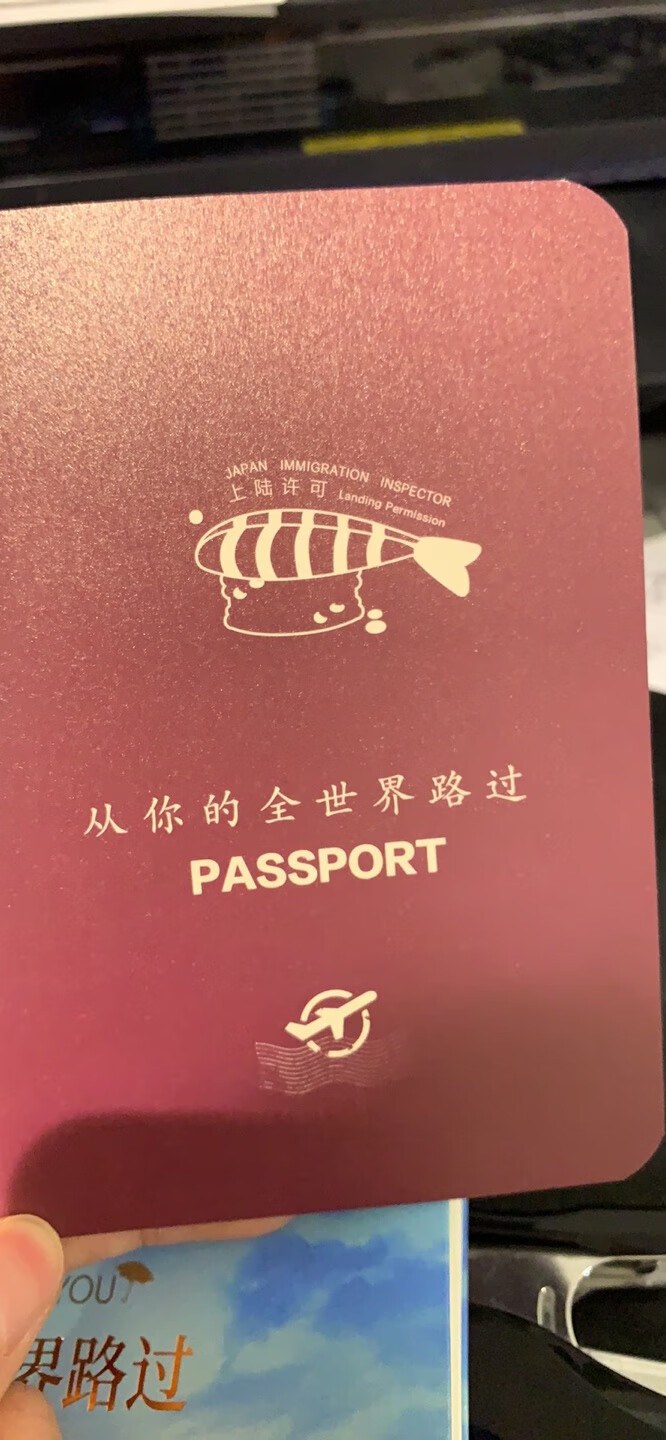 JAPAN IMMIGRATION INSPECTOR
上陆许可 Landing Permission
从你的全世界路过
PASSPORT
YOU
界路过